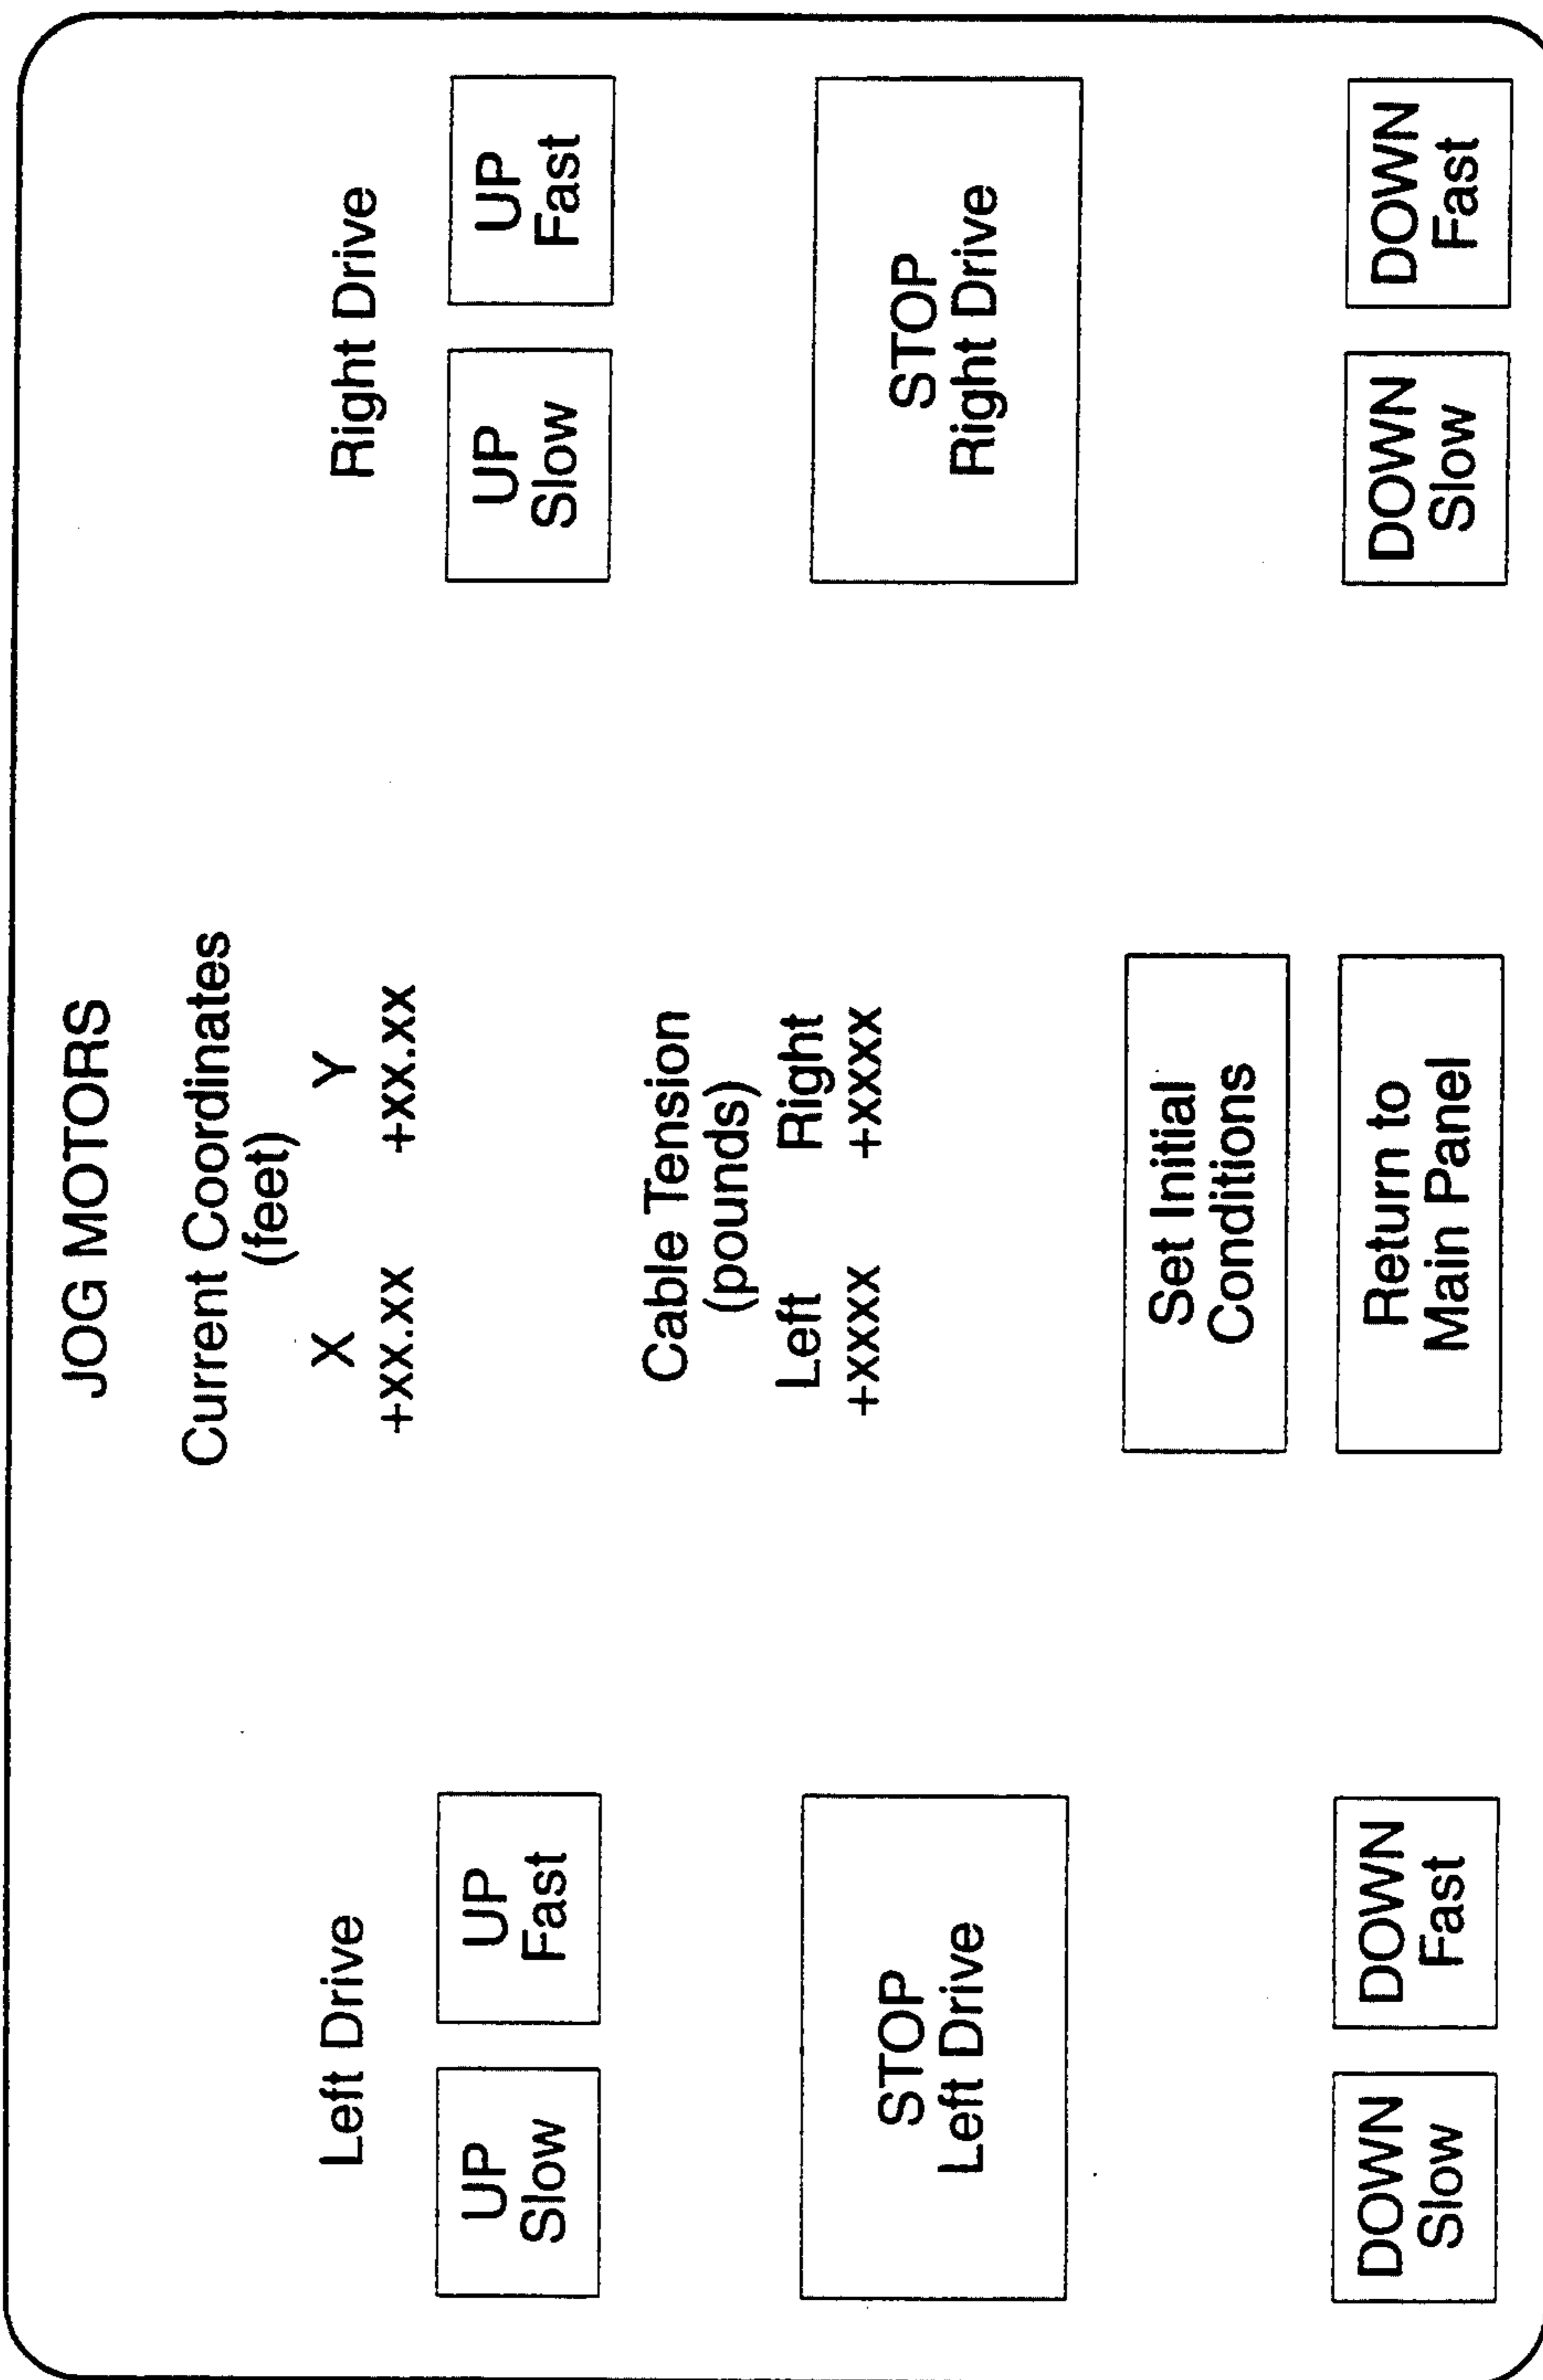 JOG MOTORS
Current Coordinates
(feet)
X Y
+xx.xx +xx.xx
Cable Tension
(pounds)
Left Right
+xxxx +xxxx
Set Initial
Conditions
Return to
Main Panel
Left Drive
UP
Slow
UP
Fast
STOP
Left Drive
DOWN
Slow
DOWN
Fast
Right Drive
UP
Slow
UP
Fast
STOP
Right Drive
DOWN
Slow
DOWN
Fast